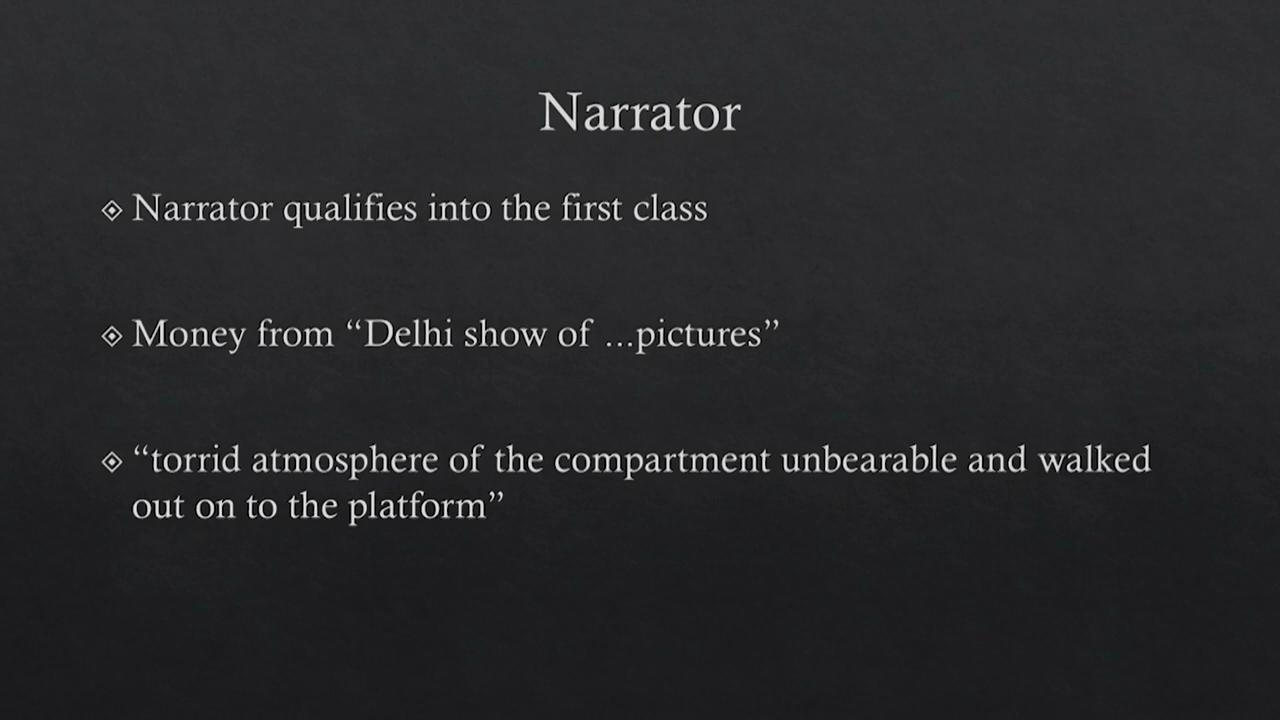 Narrator
Narrator qualifies into the first class
Money from “Delhi show of …pictures”
“torrid atmosphere of the compartment unbearable and walked
out on to the platform”